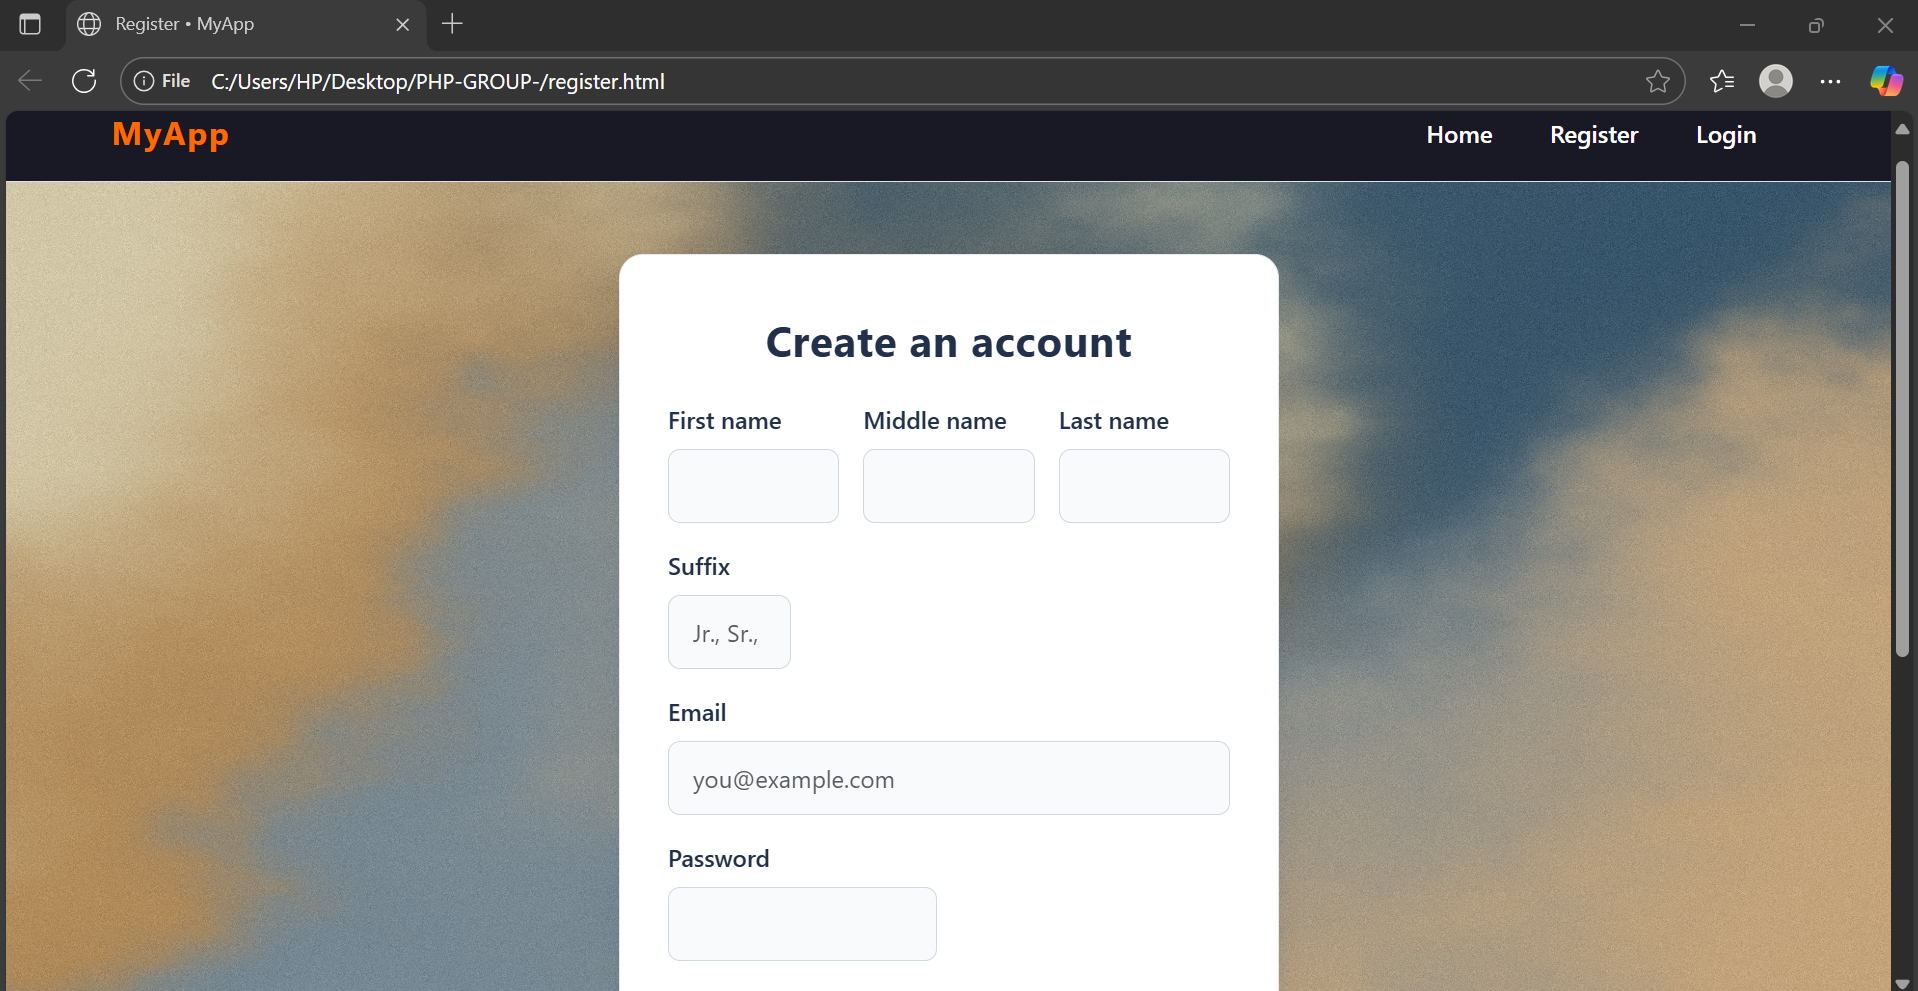 Register • MyApp
File C:/Users/HP/Desktop/PHP-GROUP-/register.html
MyApp Home Register Login
Create an account
First name Middle name Last name
Suffix
Jr., Sr.,
Email
you@example.com
Password